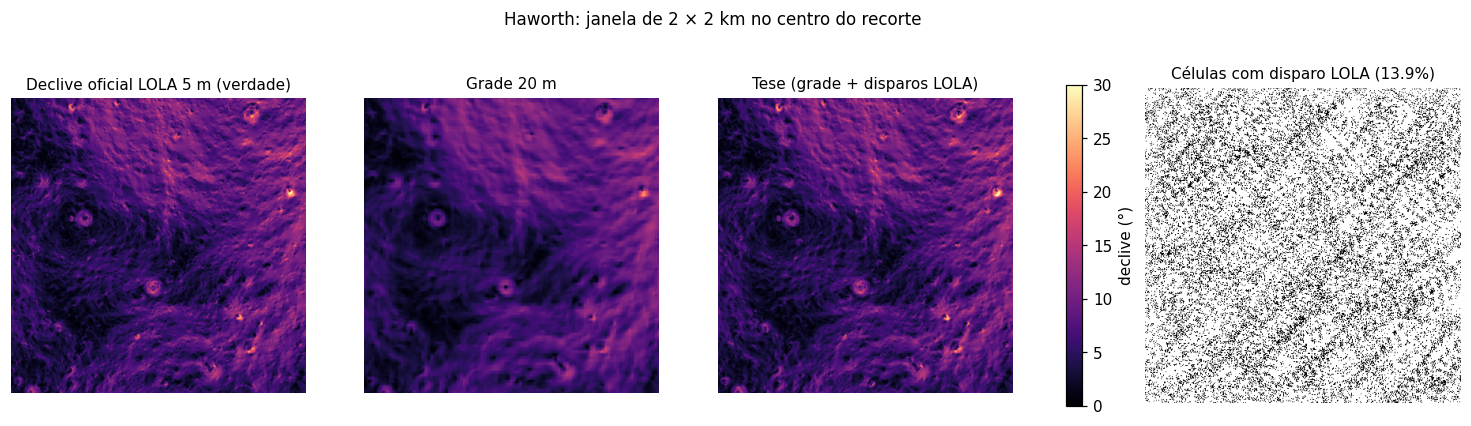 Haworth: janela de 2 × 2 km no centro do recorte
Declive oficial LOLA 5 m (verdade)
Grade 20 m
Tese (grade + disparos LOLA)
Células com disparo LOLA (13.9%)
30
25
20
15
10
5
0
declive (°)